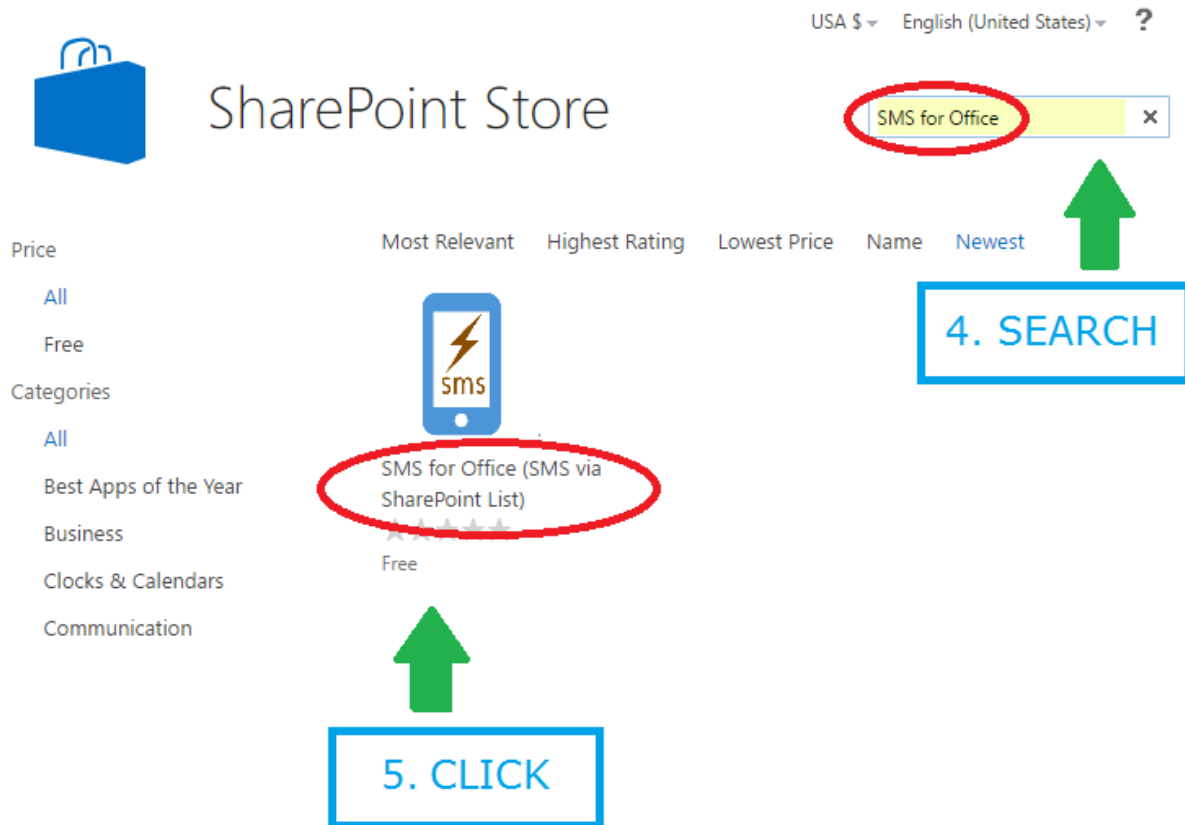 USA $ English (United States) ?
SharePoint Store
SMS for Office ×
Price
All
Free
Categories
All
Best Apps of the Year
Business
Clocks & Calendars
Communication
Most Relevant Highest Rating Lowest Price Name Newest
sms
SMS for Office (SMS via
SharePoint List)
Free
4. SEARCH
5. CLICK